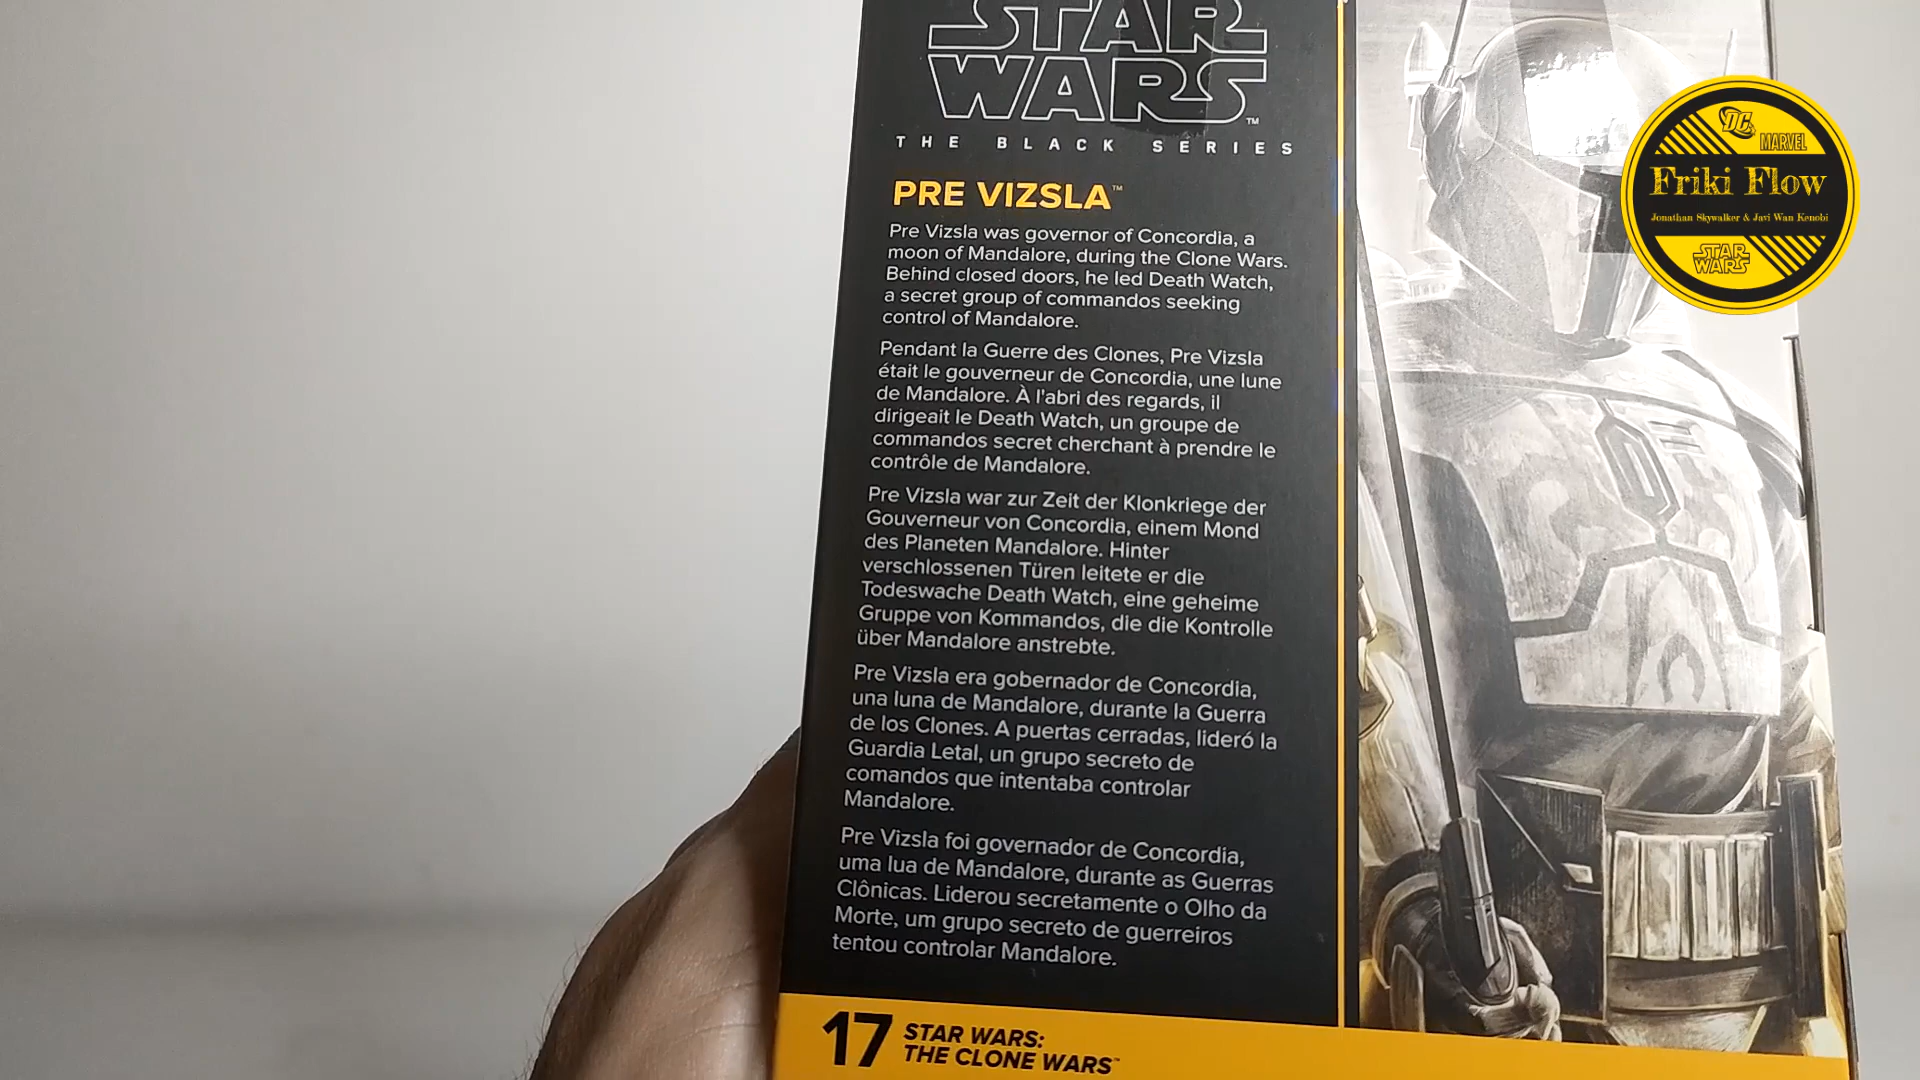 STAR
WARS™
THE BLACK SERIES
PRE VIZSLA™
Pre Vizsla was governor of Concordia, a
moon of Mandalore, during the Clone Wars.
Behind closed doors, he led Death Watch,
a secret group of commandos seeking
control of Mandalore.
Pendant la Guerre des Clones, Pre Vizsla
était le gouverneur de Concordia, une lune
de Mandalore. À l'abri des regards, il
dirigeait le Death Watch, un groupe de
commandos secret cherchant à prendre le
contrôle de Mandalore.
Pre Vizsla war zur Zeit der Klonkriege der
Gouverneur von Concordia, einem Mond
des Planeten Mandalore. Hinter
verschlossenen Türen leitete er die
Todeswache Death Watch, eine geheime
Gruppe von Kommandos, die die Kontrolle
über Mandalore anstrebte.
Pre Vizsla era gobernador de Concordia,
una luna de Mandalore, durante la Guerra
de los Clones. A puertas cerradas, lideró la
Guardia Letal, un grupo secreto de
comandos que intentaba controlar
Mandalore.
Pre Vizsla foi governador de Concordia,
uma lua de Mandalore, durante as Guerras
Clônicas. Liderou secretamente o Olho da
Morte, um grupo secreto de guerreiros
tentou controlar Mandalore.
17 STAR WARS:
THE CLONE WARS™
DC
MARVEL
Friki Flow
Jonathan Skywalker & Javi Wan Kenobi
STAR
WARS